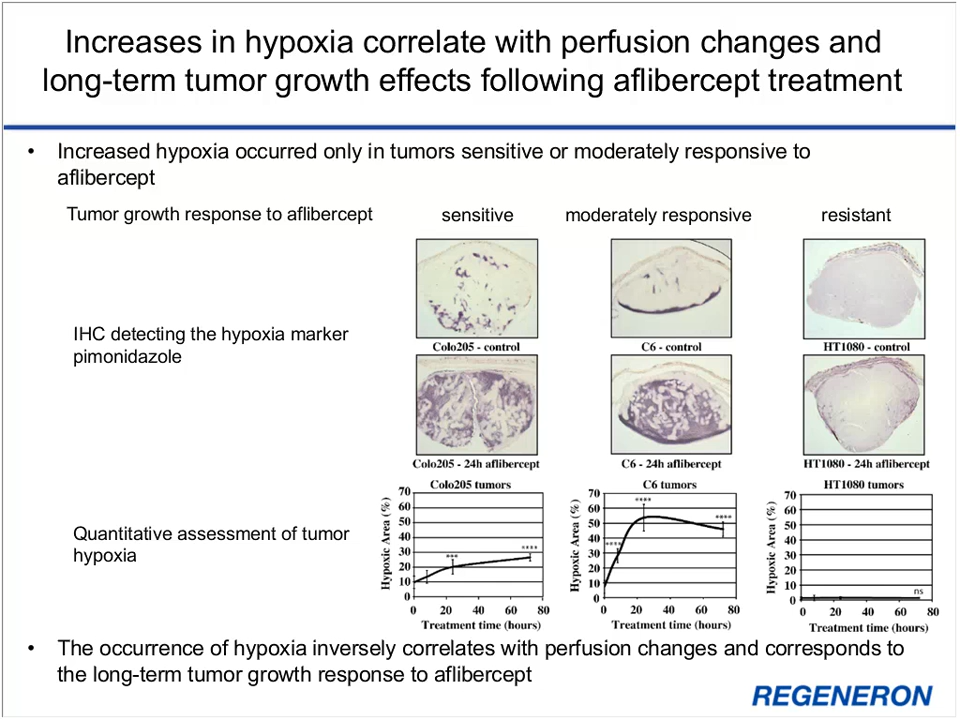 Increases in hypoxia correlate with perfusion changes and
long-term tumor growth effects following aflibercept treatment
• Increased hypoxia occurred only in tumors sensitive or moderately responsive to
aflibercept
Tumor growth response to aflibercept
sensitive
moderately responsive
resistant
IHC detecting the hypoxia marker
pimonidazole
Colo205 - control
C6 - control
HT1080 - control
Colo205 - 24h aflibercept
C6 - 24h aflibercept
HT1080 - 24h aflibercept
Quantitative assessment of tumor
hypoxia
Colo205 tumors
Hypoxic Area (%)
70
60
50
40
30
20
10
0
***
****
0 20 40 60 80
Treatment time (hours)
C6 tumors
Hypoxic Area (%)
70
60
50
40
30
20
10
0
****
****
****
0 20 40 60 80
Treatment time (hours)
HT1080 tumors
Hypoxic Area (%)
70
60
50
40
30
20
10
0
ns
0 20 40 60 80
Treatment time (hours)
• The occurrence of hypoxia inversely correlates with perfusion changes and corresponds to
the long-term tumor growth response to aflibercept
REGENERON